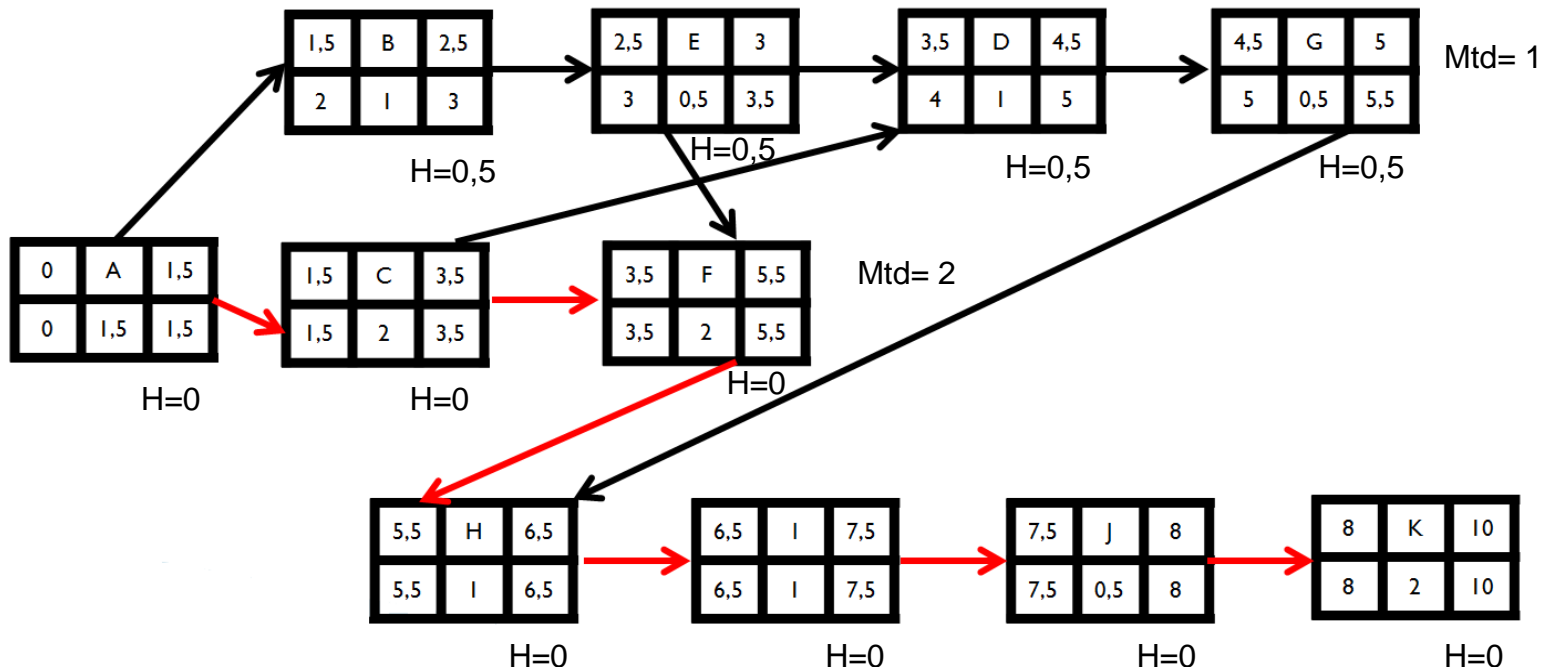 1,5 B 2,5
2 1 3
H=0,5
2,5 E 3
3 0,5 3,5
H=0,5
3,5 D 4,5
4 1 5
H=0,5
4,5 G 5
5 0,5 5,5
H=0,5
Mtd= 1
0 A 1,5
0 1,5 1,5
H=0
1,5 C 3,5
1,5 2 3,5
H=0
3,5 F 5,5
3,5 2 5,5
H=0
Mtd= 2
5,5 H 6,5
5,5 1 6,5
H=0
6,5 I 7,5
6,5 1 7,5
H=0
7,5 J 8
7,5 0,5 8
H=0
8 K 10
8 2 10
H=0